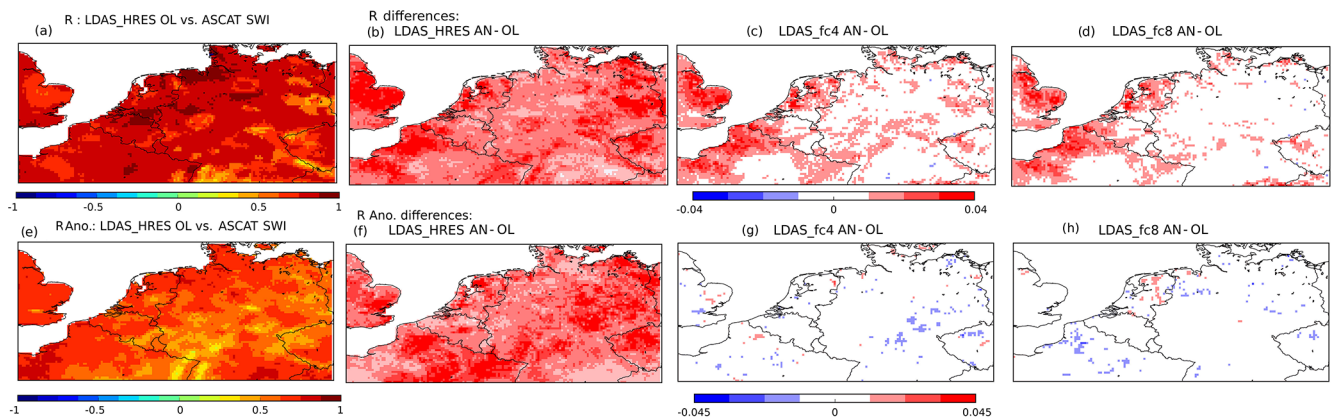 (a)
R : LDAS_HRES OL vs. ASCAT SWI
R differences:
(b) LDAS_HRES AN-OL
(c) LDAS_fc4 AN-OL
(d) LDAS_fc8 AN-OL
-1 -0.5 0 0.5 1
-0.04 0 0.04
(e) RAno.: LDAS_HRES OL vs. ASCAT SWI
R Ano. differences:
(f) LDAS_HRES AN-OL
(g) LDAS_fc4 AN-OL
(h) LDAS_fc8 AN-OL
-1 -0.5 0 0.5 1
-0.045 0 0.045